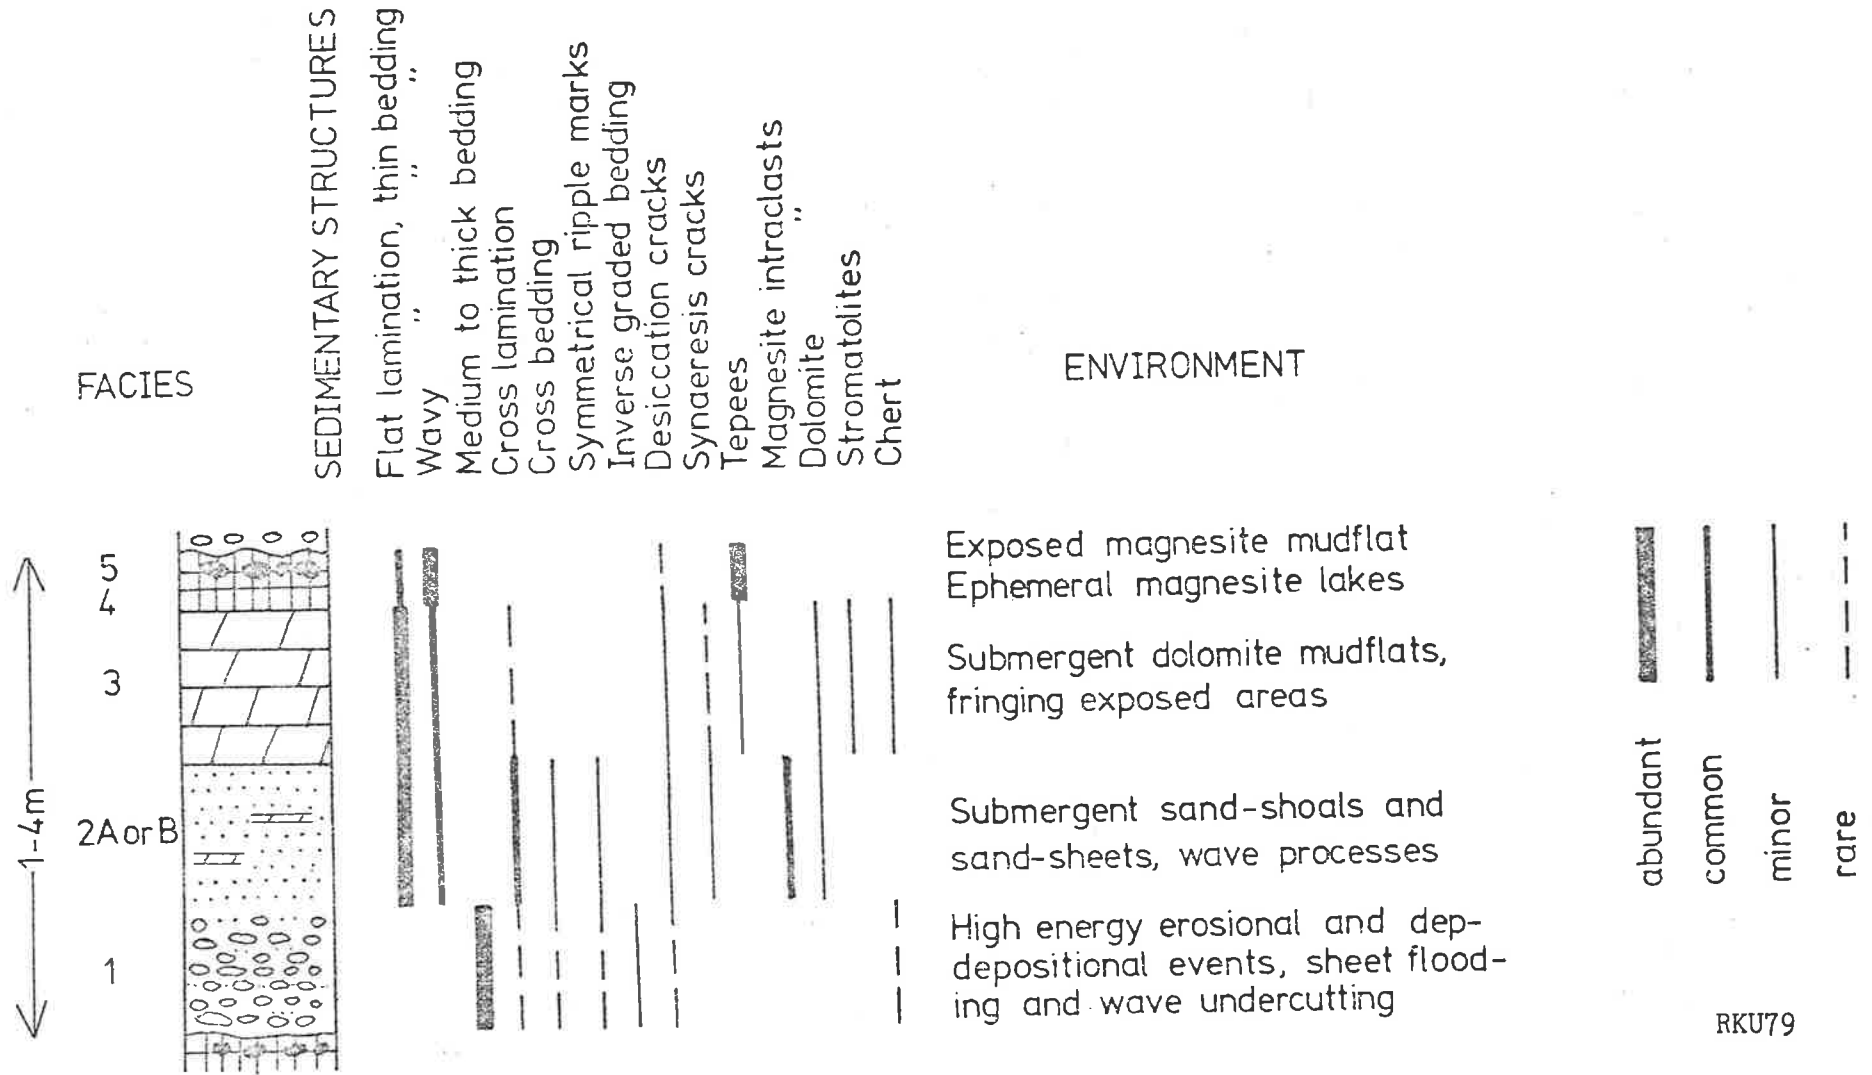 SEDIMENTARY STRUCTURES
Flat lamination, thin bedding
Wavy ,, ,, ,,
Medium to thick bedding
Cross lamination
Cross bedding
Symmetrical ripple marks
Inverse graded bedding
Desiccation cracks
Synaeresis cracks
Tepees
Magnesite intraclasts
Dolomite ,,
Stromatolites
Chert
FACIES
ENVIRONMENT
5
4
3
2A or B
1
1-4m
Exposed magnesite mudflat
Ephemeral magnesite lakes
Submergent dolomite mudflats,
fringing exposed areas
Submergent sand-shoals and
sand-sheets, wave processes
High energy erosional and dep-
depositional events, sheet flood-
ing and wave undercutting
abundant
common
minor
rare
RKU79